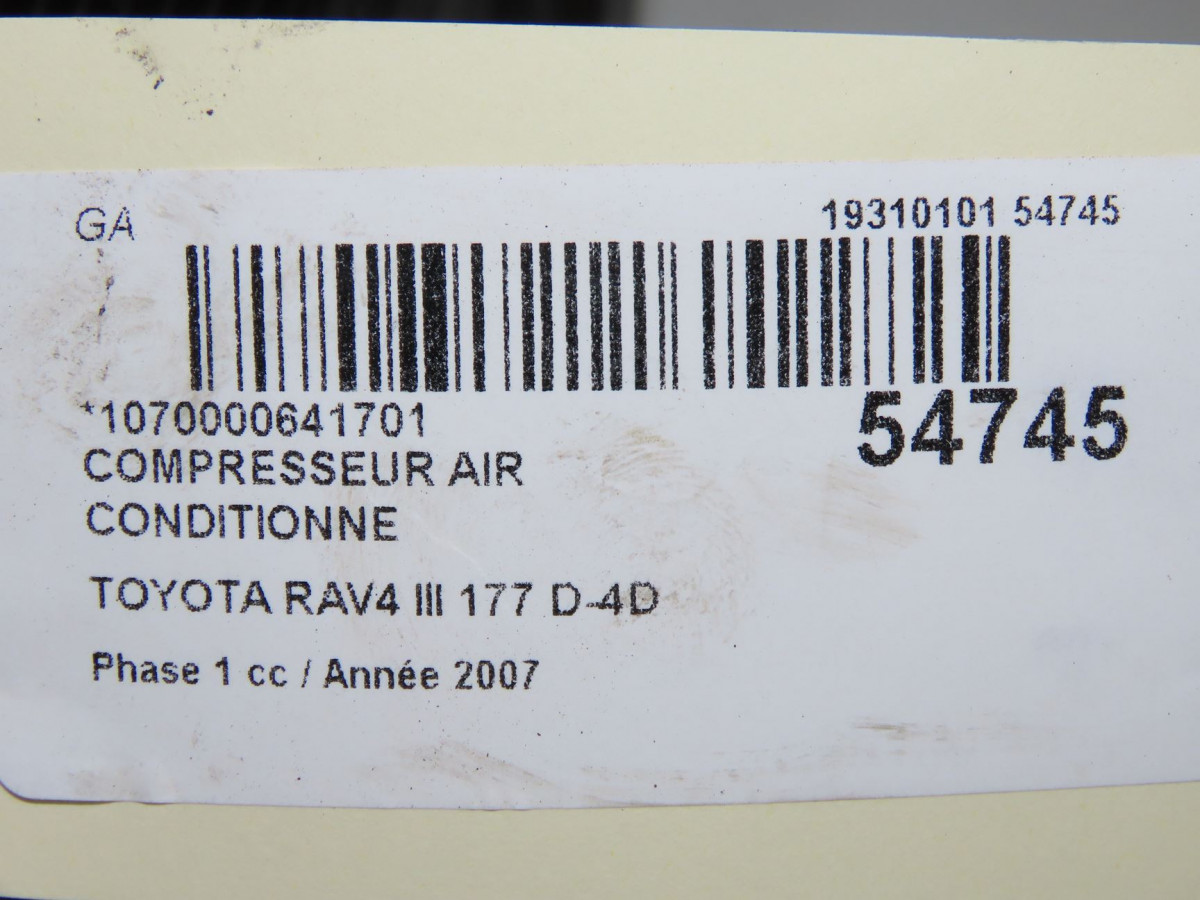 GA
19310101 54745
*1070000641701
54745
COMPRESSEUR AIR
CONDITIONNE
TOYOTA RAV4 III 177 D-4D
Phase 1 cc / Année 2007